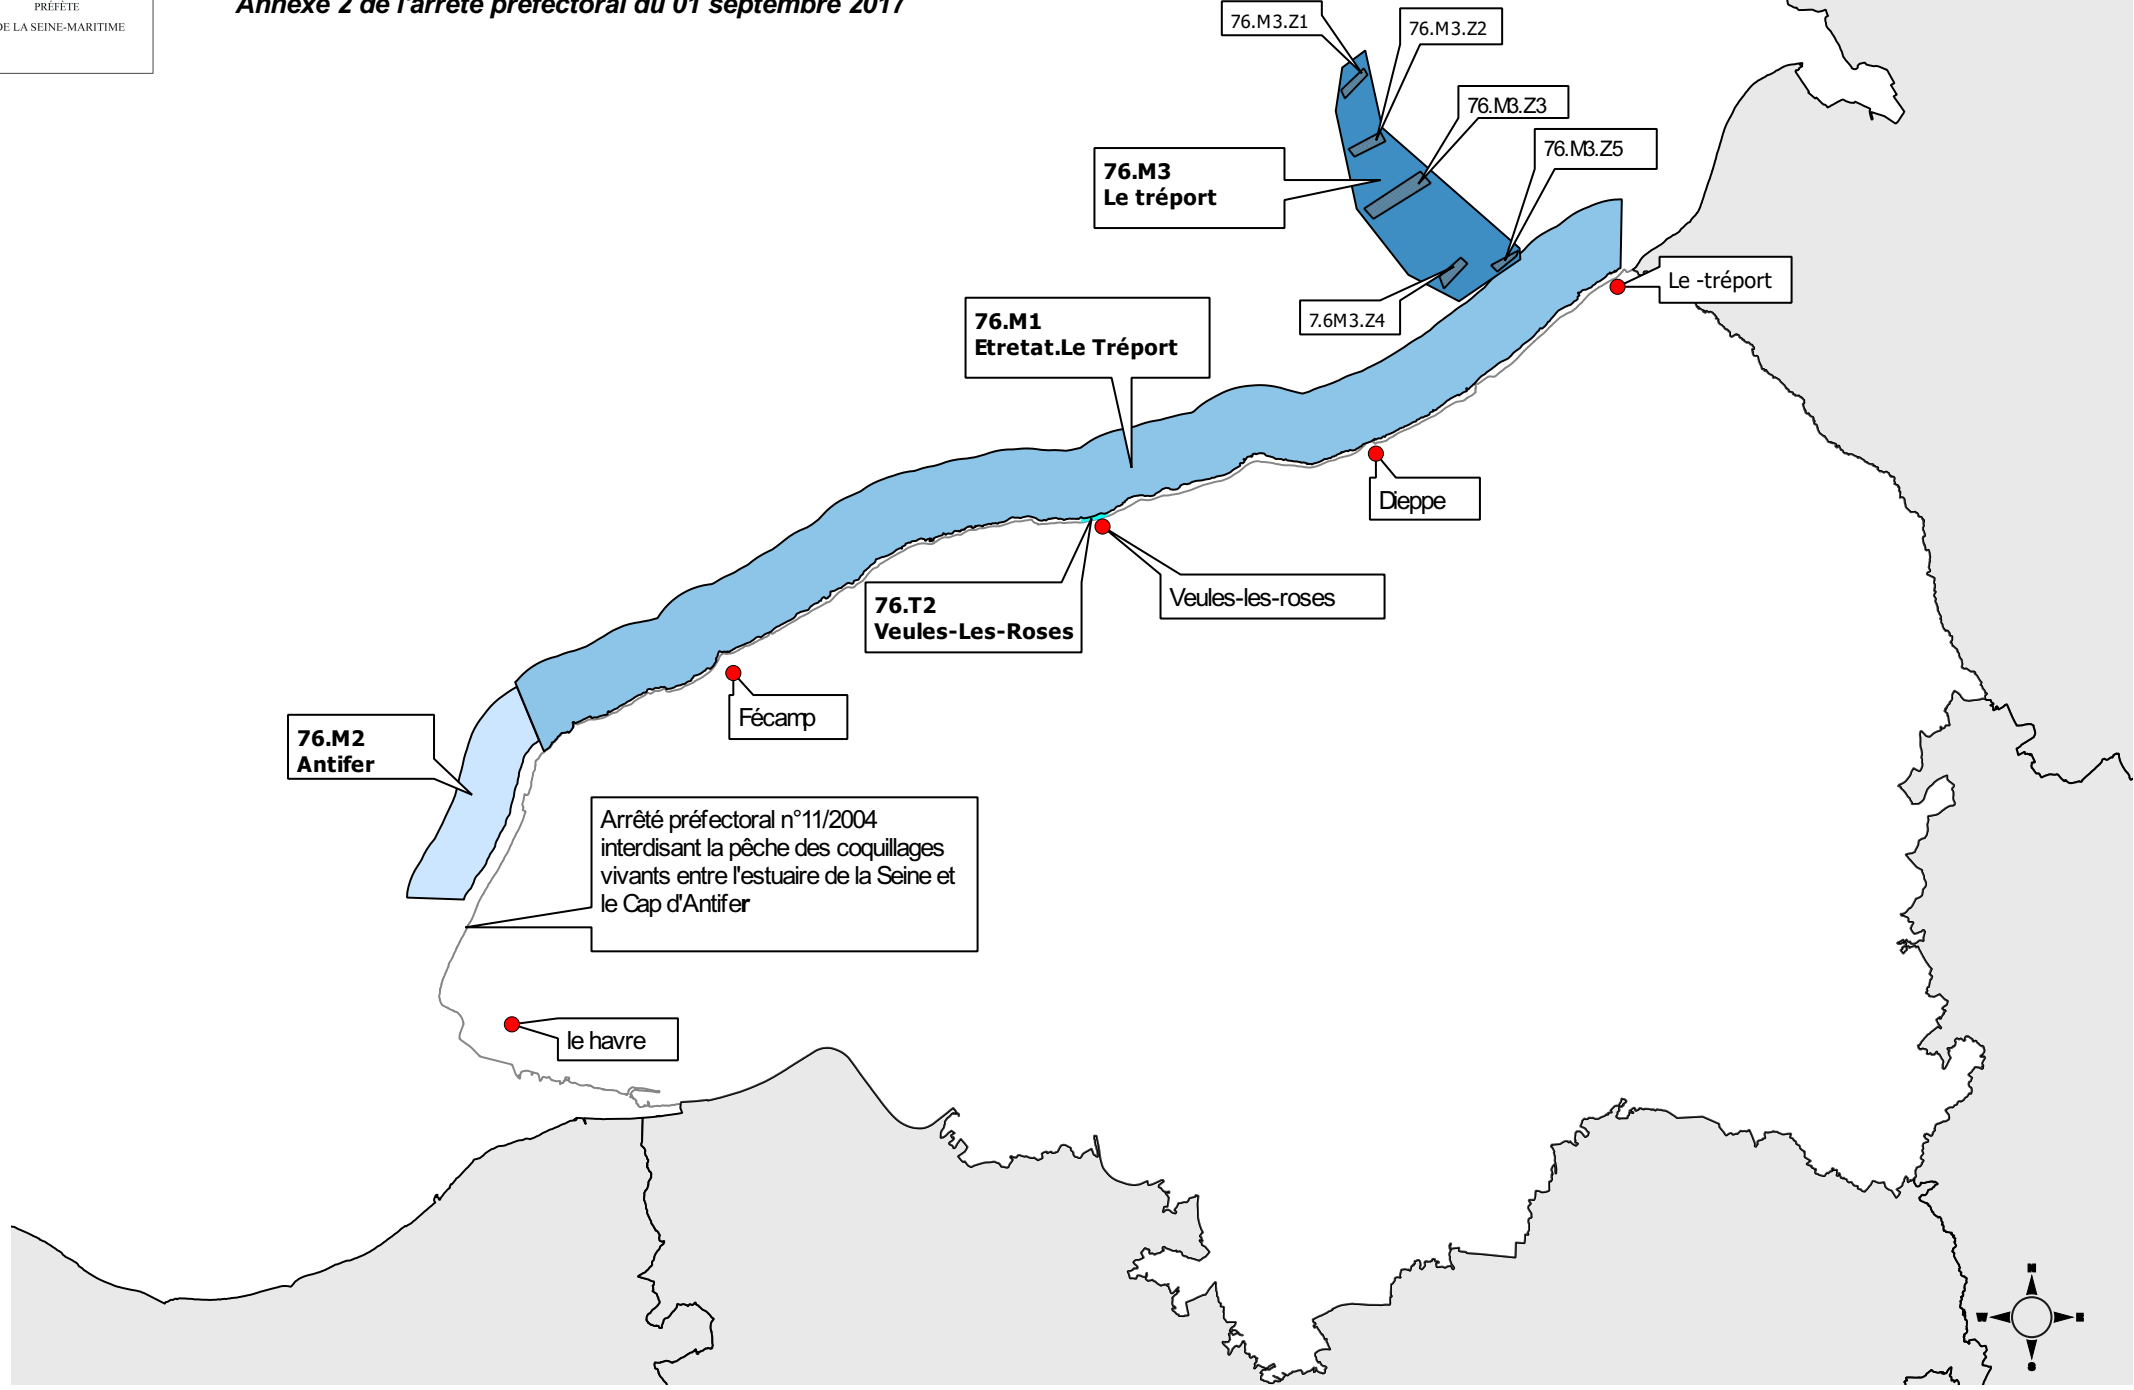 PRÉFÈTE
DE LA SEINE-MARITIME
Annexe 2 de l'arrêté préfectoral du 01 septembre 2017
76.M3.Z1
76.M3.Z2
76.M3.Z3
76.M3.Z5
76.M3
Le tréport
Le -tréport
7.6M3.Z4
76.M1
Etretat.Le Tréport
Dieppe
Veules-les-roses
76.T2
Veules-Les-Roses
Fécamp
76.M2
Antifer
Arrêté préfectoral n°11/2004
interdisant la pêche des coquillages
vivants entre l'estuaire de la Seine et
le Cap d'Antifer
le havre
N
W
E
S